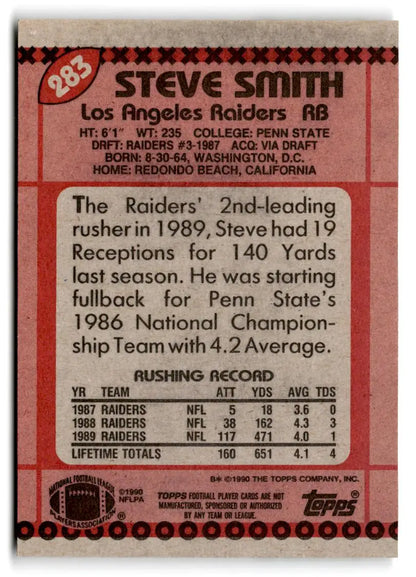 283
STEVE SMITH
Los Angeles Raiders RB
HT: 6'1" WT: 235 COLLEGE: PENN STATE
DRFT: RAIDERS #3-1987 ACQ: VIA DRAFT
BORN: 8-30-64, WASHINGTON, D.C.
HOME: REDONDO BEACH, CALIFORNIA
The Raiders' 2nd-leading
rusher in 1989, Steve had 19
Receptions for 140 Yards
last season. He was starting
fullback for Penn State's
1986 National Champion-
ship Team with 4.2 Average.
RUSHING RECORD
YR TEAM ATT YDS AVG TDS
1987 RAIDERS NFL 5 18 3.6 0
1988 RAIDERS NFL 38 162 4.3 3
1989 RAIDERS NFL 117 471 4.0 1
LIFETIME TOTALS 160 651 4.1 4
B* © 1990 THE TOPPS COMPANY, INC.
NATIONAL FOOTBALL LEAGUE
PLAYERS ASSOCIATION
©1990
NFLPA
TOPPS FOOTBALL PLAYER CARDS ARE NOT
MANUFACTURED, SPONSORED OR AUTHORIZED
BY ANY TEAM OR LEAGUE.
Topps